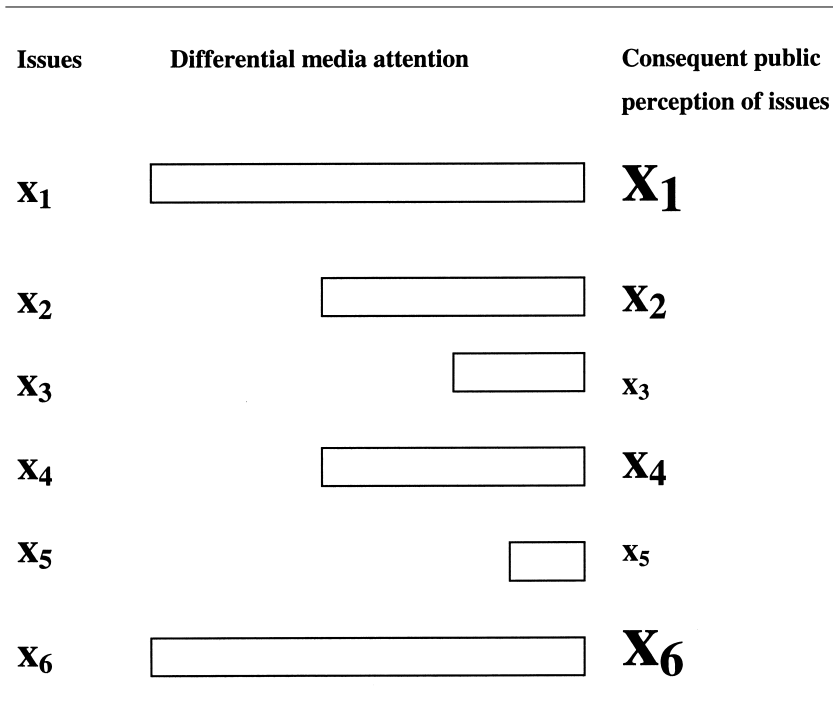 Issues Differential media attention Consequent public
perception of issues
X₁ X₁
X₂ X₂
X₃ X₃
X₄ X₄
X₅ X₅
X₆ X₆